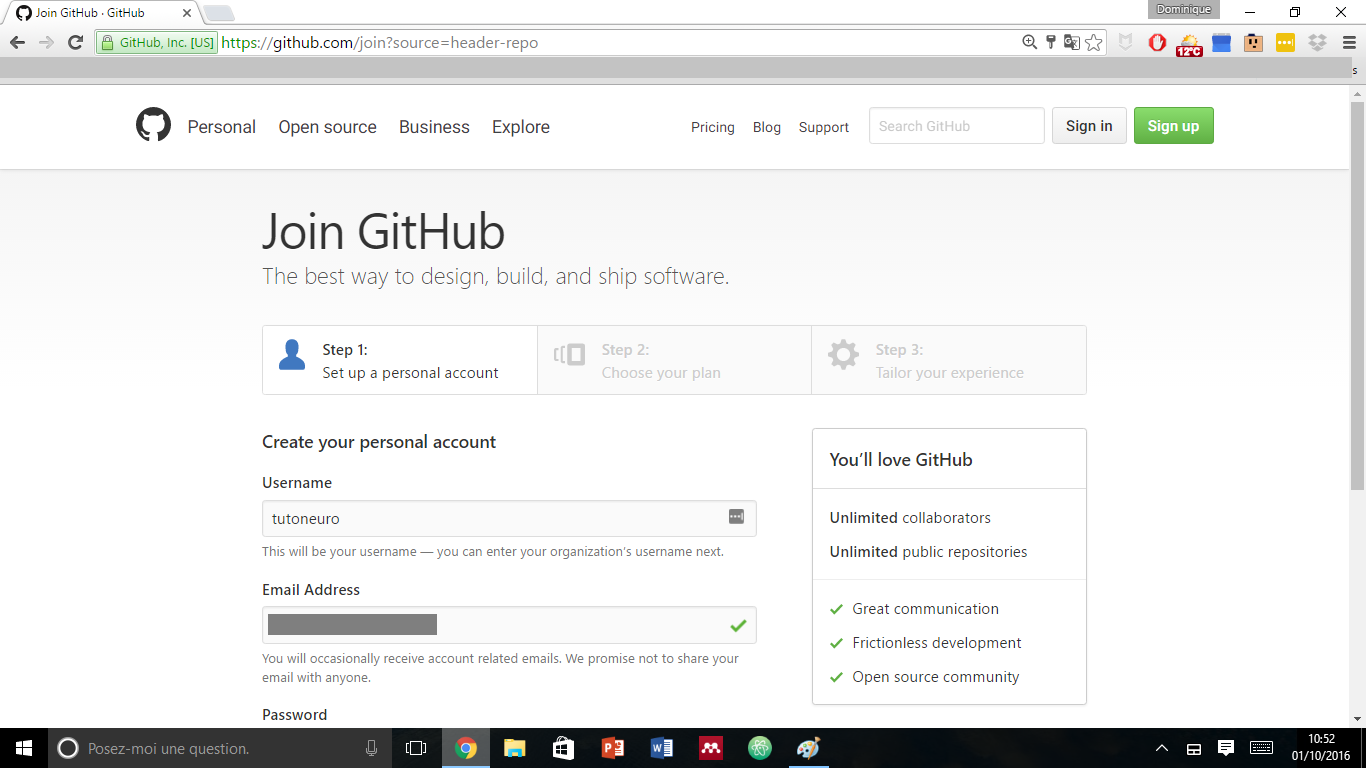 Join GitHub · GitHub
Dominique
GitHub, Inc. [US] https://github.com/join?source=header-repo
12°C
s
Personal Open source Business Explore Pricing Blog Support Search GitHub Sign in Sign up
Join GitHub
The best way to design, build, and ship software.
Step 1:
Set up a personal account
Step 2:
Choose your plan
Step 3:
Tailor your experience
Create your personal account
Username
tutoneuro
This will be your username — you can enter your organization’s username next.
Email Address
You will occasionally receive account related emails. We promise not to share your
email with anyone.
Password
You’ll love GitHub
Unlimited collaborators
Unlimited public repositories
Great communication
Frictionless development
Open source community
Posez-moi une question.
10:52
01/10/2016